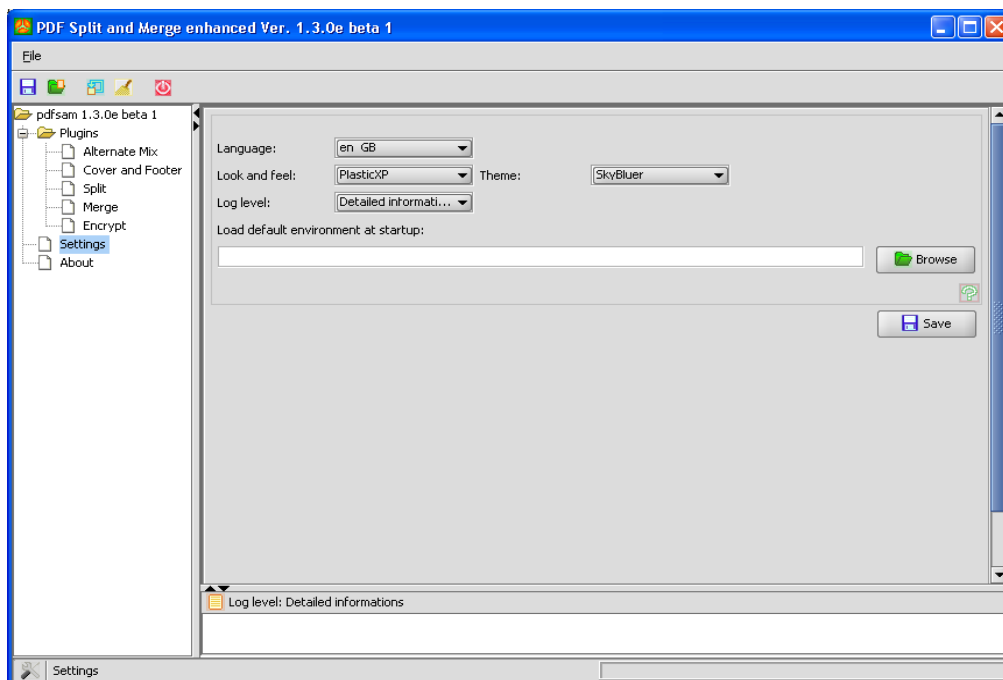 PDF Split and Merge enhanced Ver. 1.3.0e beta 1
File
pdfsam 1.3.0e beta 1
Plugins
Alternate Mix
Cover and Footer
Split
Merge
Encrypt
Settings
About
Language: en GB
Look and feel: PlasticXP Theme: SkyBluer
Log level: Detailed informati...
Load default environment at startup:
Browse
Save
Log level: Detailed informations
Settings